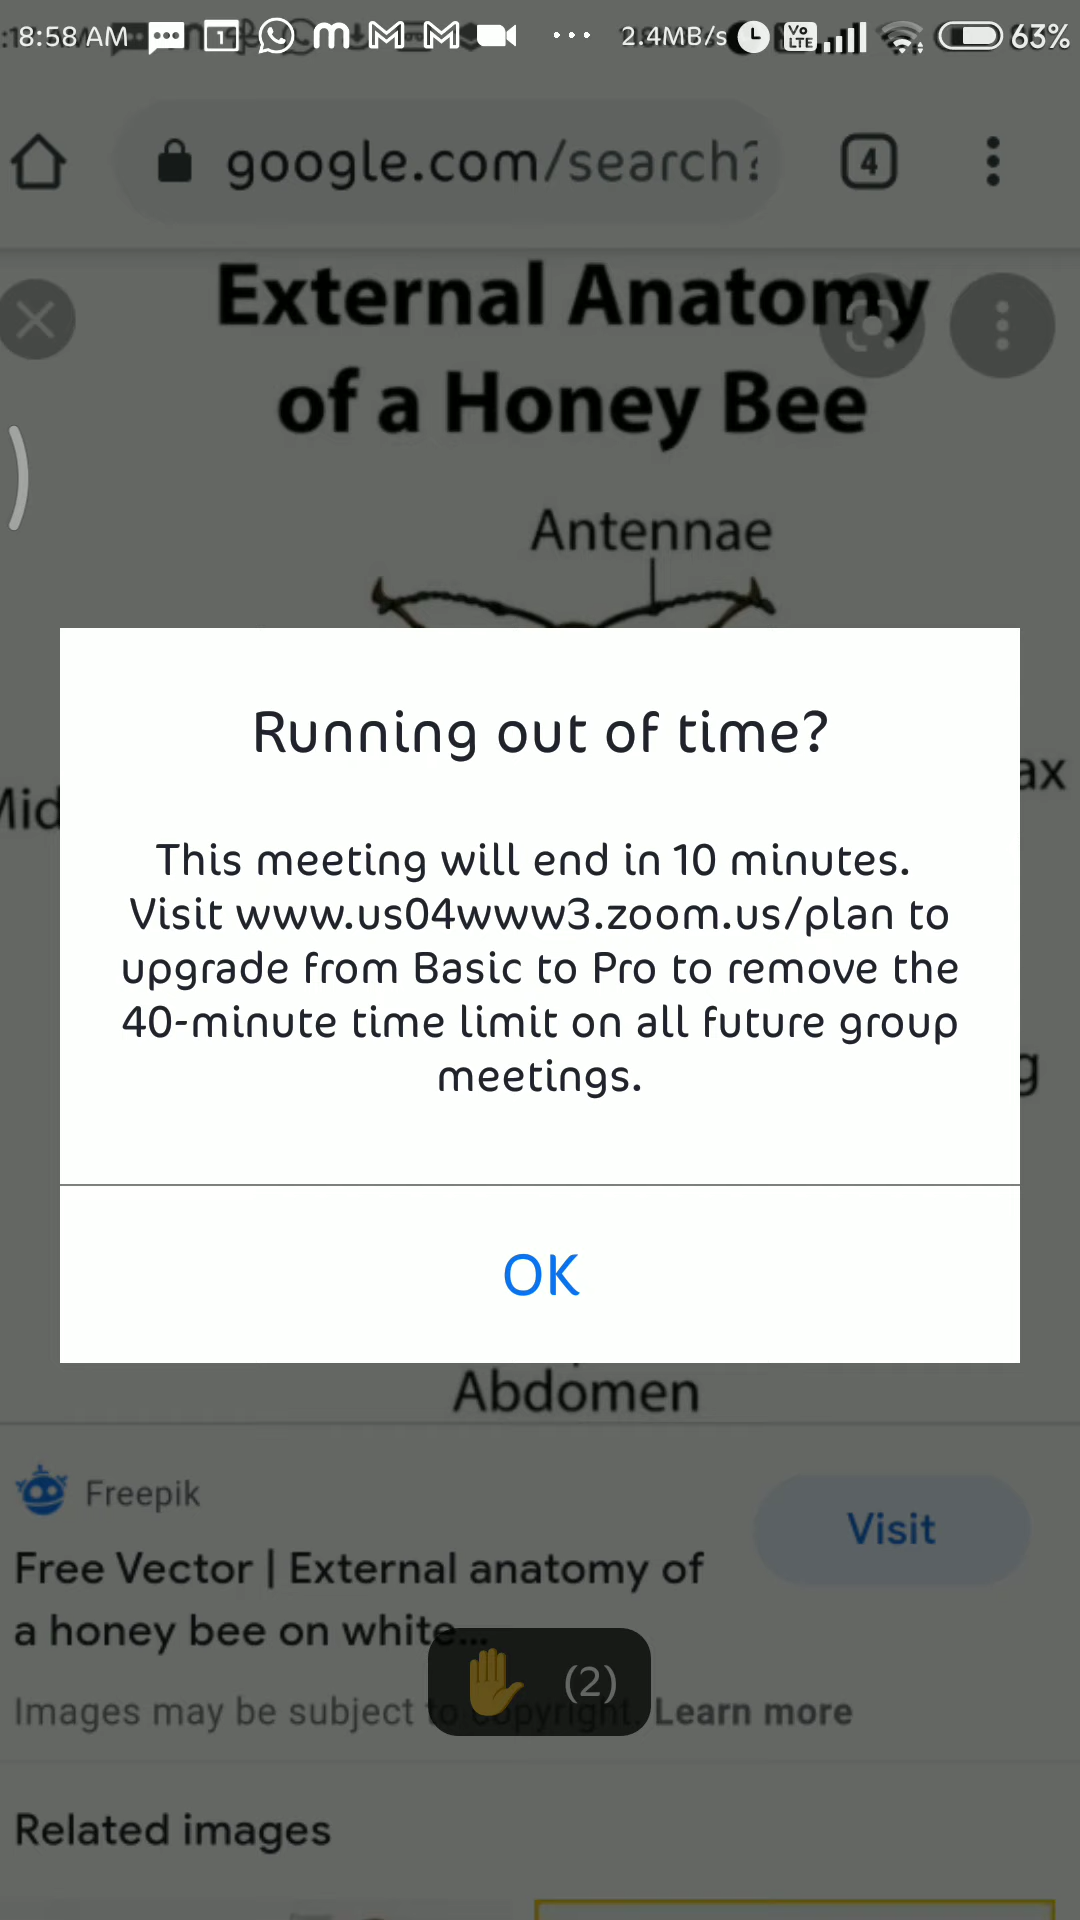 8:58 AM
2.4MB/s
Vo
LTE
63%
google.com/search?
4
External Anatomy
of a Honey Bee
Antennae
Running out of time?
This meeting will end in 10 minutes.
Visit www.us04www3.zoom.us/plan to
upgrade from Basic to Pro to remove the
40-minute time limit on all future group
meetings.
OK
Abdomen
Freepik
Visit
Free Vector | External anatomy of
a honey bee on white...
(2)
Images may be subject to copyright. Learn more
Related images